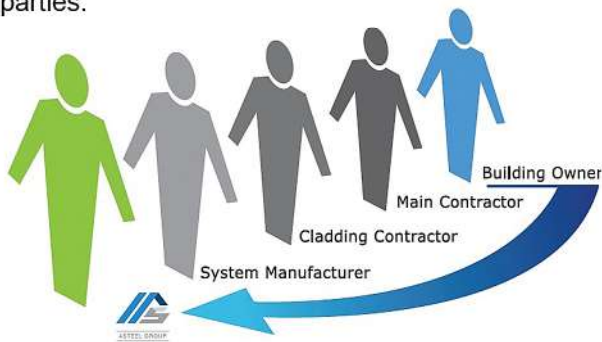 parties.
Building Owner
Main Contractor
Cladding Contractor
System Manufacturer
ASTEEL GROUP